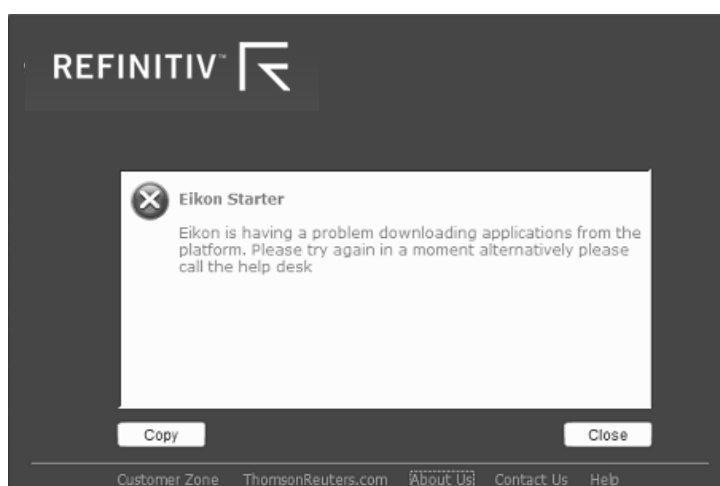 REFINITIV™
Eikon Starter
Eikon is having a problem downloading applications from the
platform. Please try again in a moment alternatively please
call the help desk
Copy Close
Customer Zone ThomsonReuters.com About Us Contact Us Help